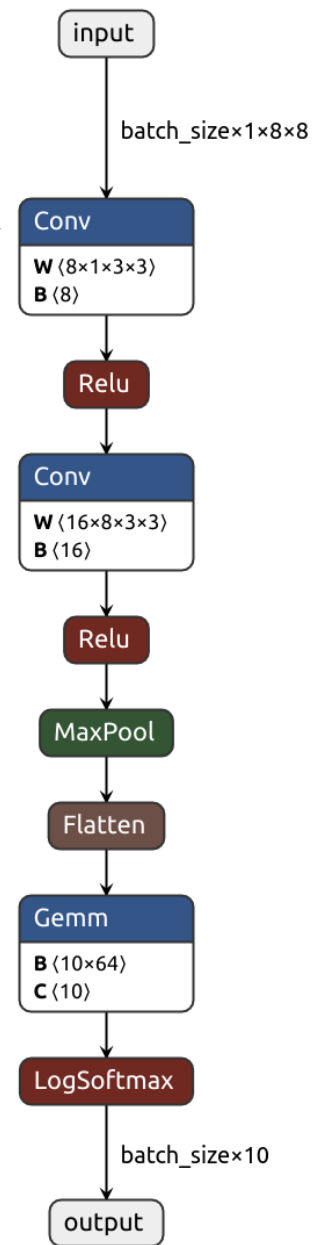 input
batch_size×1×8×8
Conv
W ⟨8×1×3×3⟩
B ⟨8⟩
Relu
Conv
W ⟨16×8×3×3⟩
B ⟨16⟩
Relu
MaxPool
Flatten
Gemm
B ⟨10×64⟩
C ⟨10⟩
LogSoftmax
batch_size×10
output